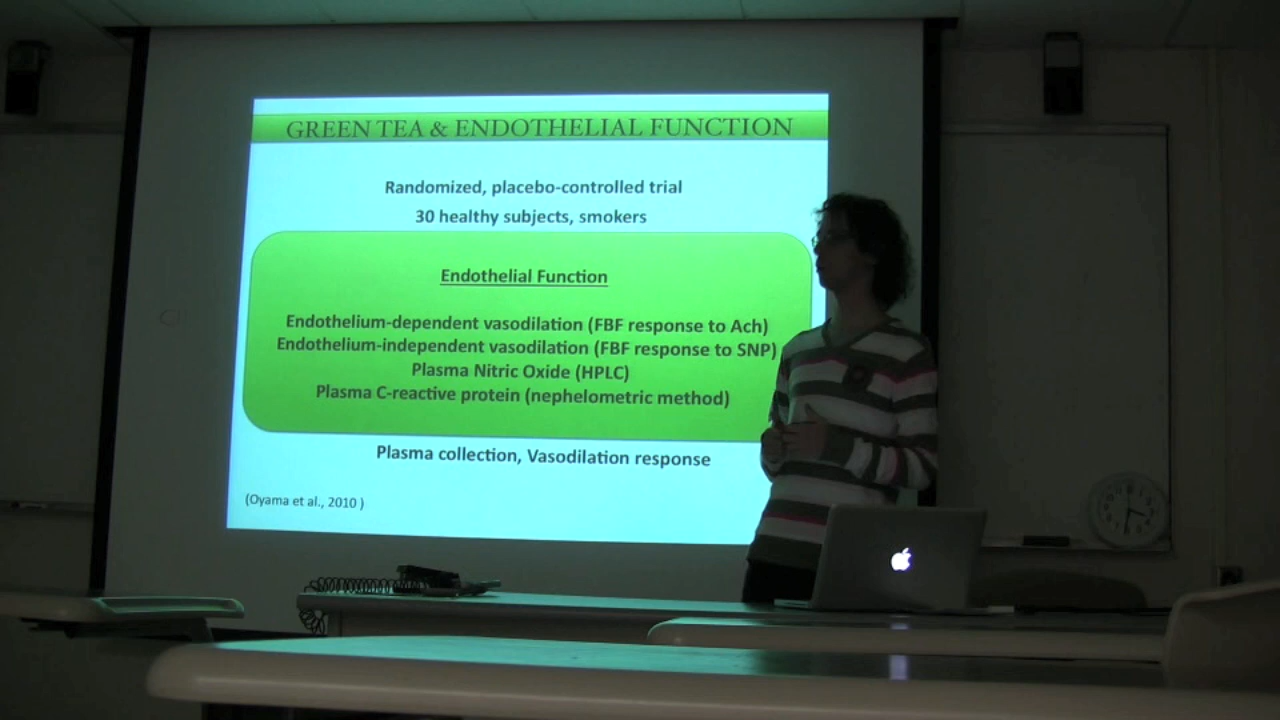 GREEN TEA & ENDOTHELIAL FUNCTION
Randomized, placebo-controlled trial
30 healthy subjects, smokers
Endothelial Function
Endothelium-dependent vasodilation (FBF response to Ach)
Endothelium-independent vasodilation (FBF response to SNP)
Plasma Nitric Oxide (HPLC)
Plasma C-reactive protein (nephelometric method)
Plasma collection, Vasodilation response
(Oyama et al., 2010 )